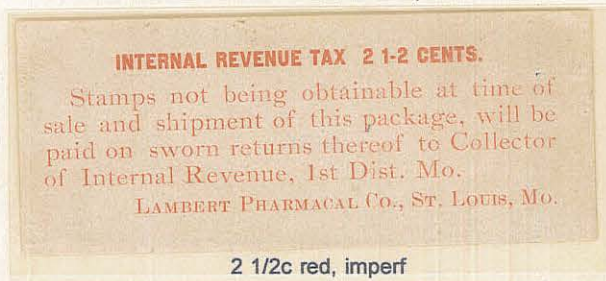 INTERNAL REVENUE TAX 2 1-2 CENTS.
Stamps not being obtainable at time of
sale and shipment of this package, will be
paid on sworn returns thereof to Collector
of Internal Revenue, 1st Dist. Mo.
LAMBERT PHARMACAL CO., ST. LOUIS, MO.
2 1/2c red, imperf